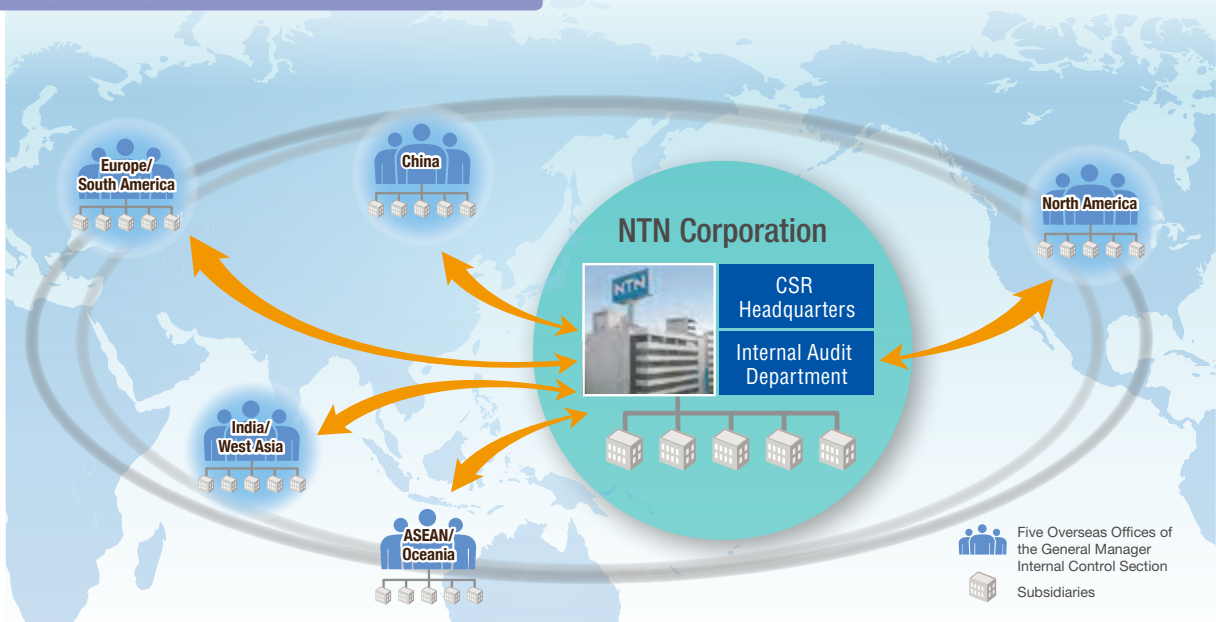 Europe/
South America
China
North America
NTN Corporation
NTN
CSR
Headquarters
Internal Audit
Department
India/
West Asia
ASEAN/
Oceania
Five Overseas Offices of
the General Manager
Internal Control Section
Subsidiaries